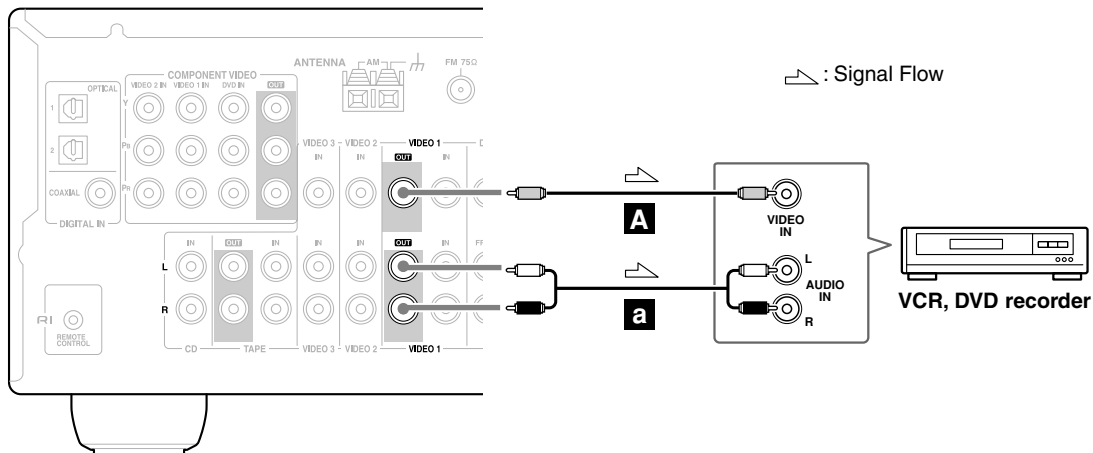 ANTENNA
AM
FM 75Ω
: Signal Flow
COMPONENT VIDEO
VIDEO 2 IN
VIDEO 1 IN
DVD IN
OUT
OPTICAL
1
2
Y
PB
PR
COAXIAL
DIGITAL IN
VIDEO 3
VIDEO 2
VIDEO 1
D
IN
IN
OUT
IN
A
VIDEO
IN
IN
OUT
IN
IN
IN
OUT
IN
FR
L
R
a
L
AUDIO
IN
R
VCR, DVD recorder
RI
REMOTE
CONTROL
CD
TAPE
VIDEO 3
VIDEO 2
VIDEO 1